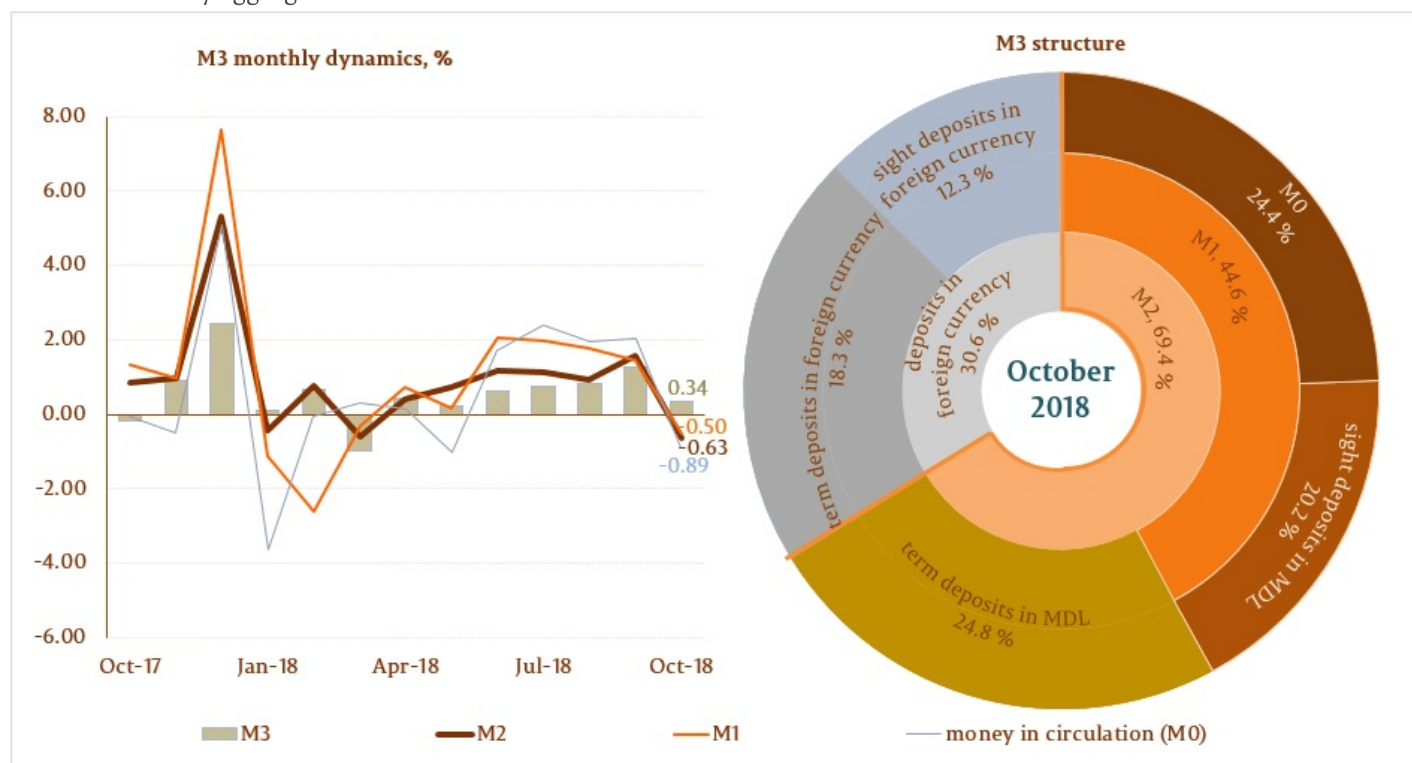 M3 monthly dynamics, %
8.00
6.00
4.00
2.00
0.00
-2.00
-4.00
-6.00
0.34
-0.50
-0.63
-0.89
Oct-17
Jan-18
Apr-18
Jul-18
Oct-18
M3
M2
M1
money in circulation (M0)
M3 structure
sight deposits in
foreign currency
12.3 %
M0
24.4 %
M1, 44.6 %
M2, 69.4 %
deposits in
foreign currency
30.6 %
term deposits in foreign currency
18.3 %
October
2018
sight deposits in MDL
20.2 %
term deposits in MDL
24.8 %